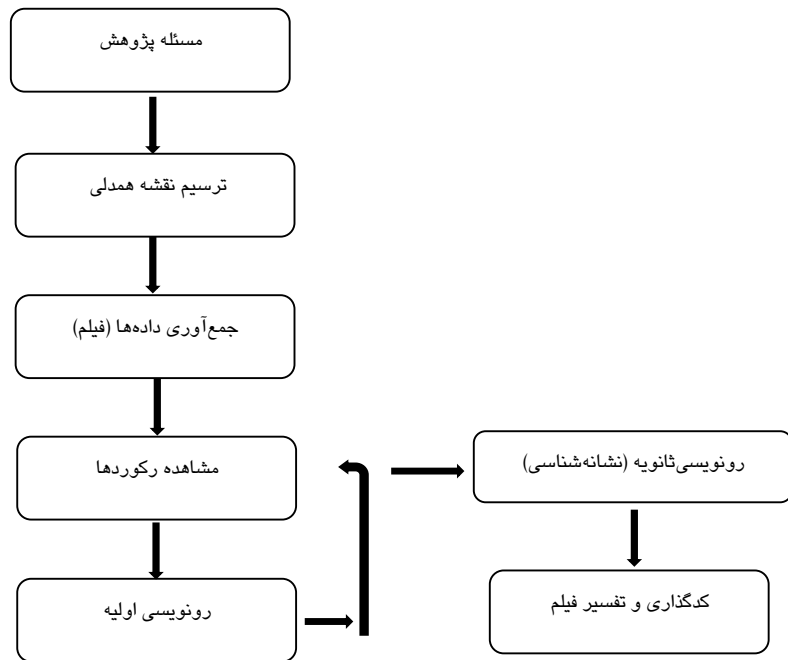 مسئله پژوهش
ترسیم نقشه همدلی
جمع‌آوری داده‌ها (فیلم)
مشاهده رکوردها
رونویسی اولیه
رونویسی‌ثانویه (نشانه‌شناسی)
کدگذاری و تفسیر فیلم